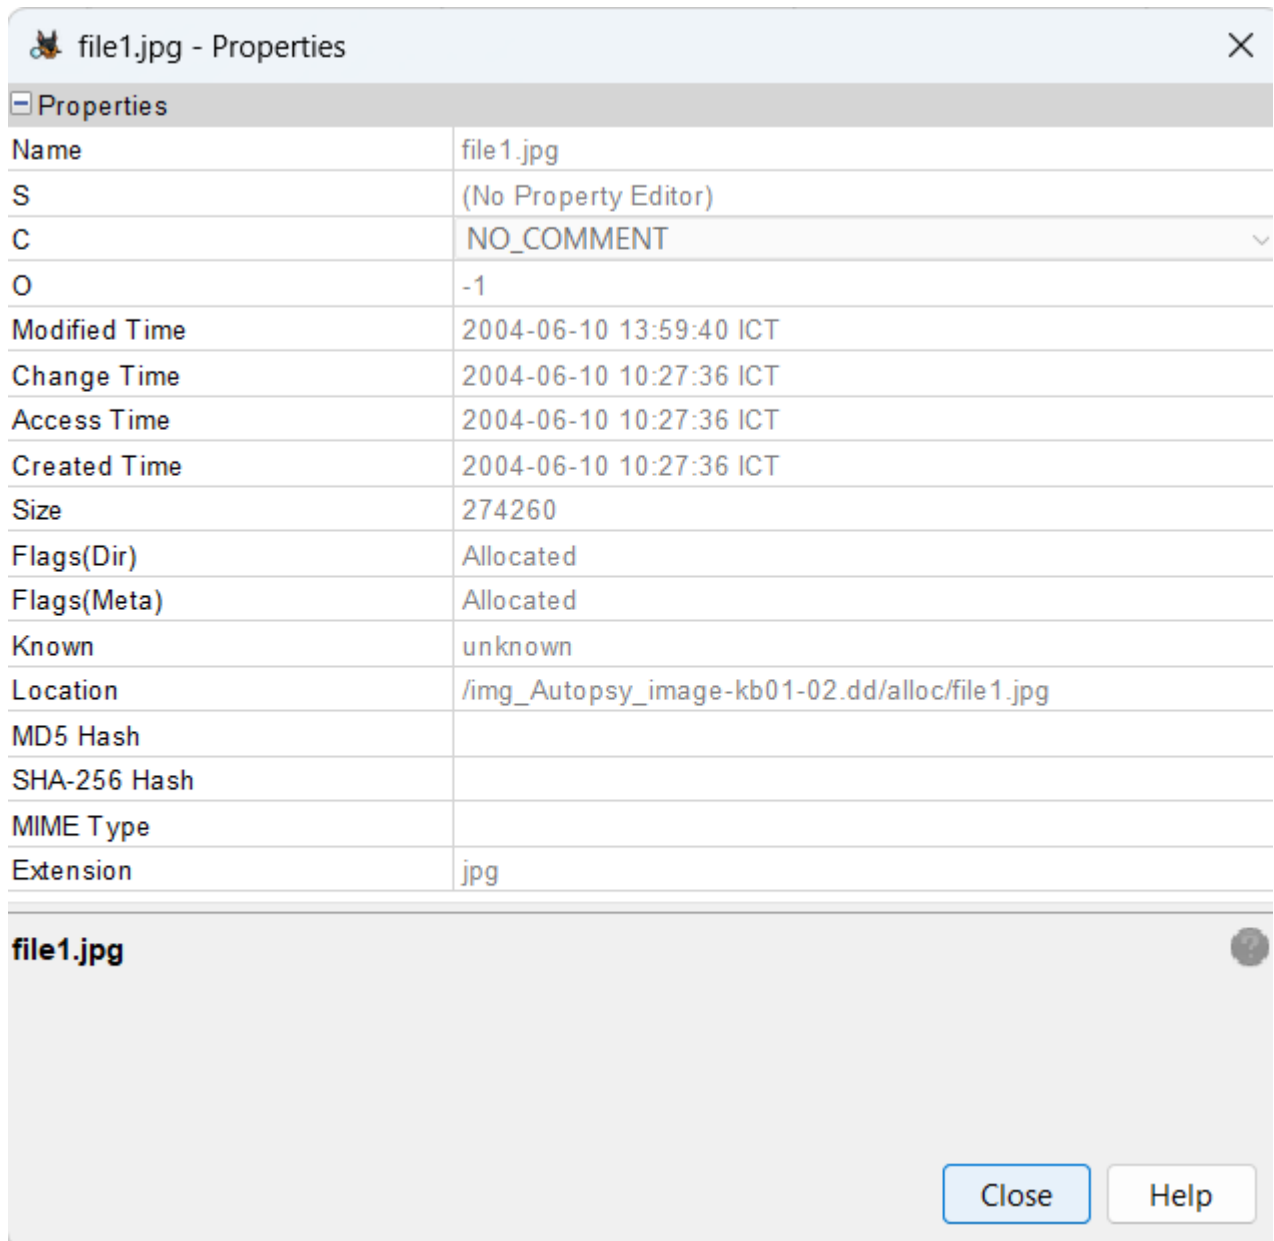 file1.jpg - Properties
Properties
Name file1.jpg
S (No Property Editor)
C NO_COMMENT
O -1
Modified Time 2004-06-10 13:59:40 ICT
Change Time 2004-06-10 10:27:36 ICT
Access Time 2004-06-10 10:27:36 ICT
Created Time 2004-06-10 10:27:36 ICT
Size 274260
Flags(Dir) Allocated
Flags(Meta) Allocated
Known unknown
Location /img_Autopsy_image-kb01-02.dd/alloc/file1.jpg
MD5 Hash
SHA-256 Hash
MIME Type
Extension jpg
file1.jpg
?
Close Help